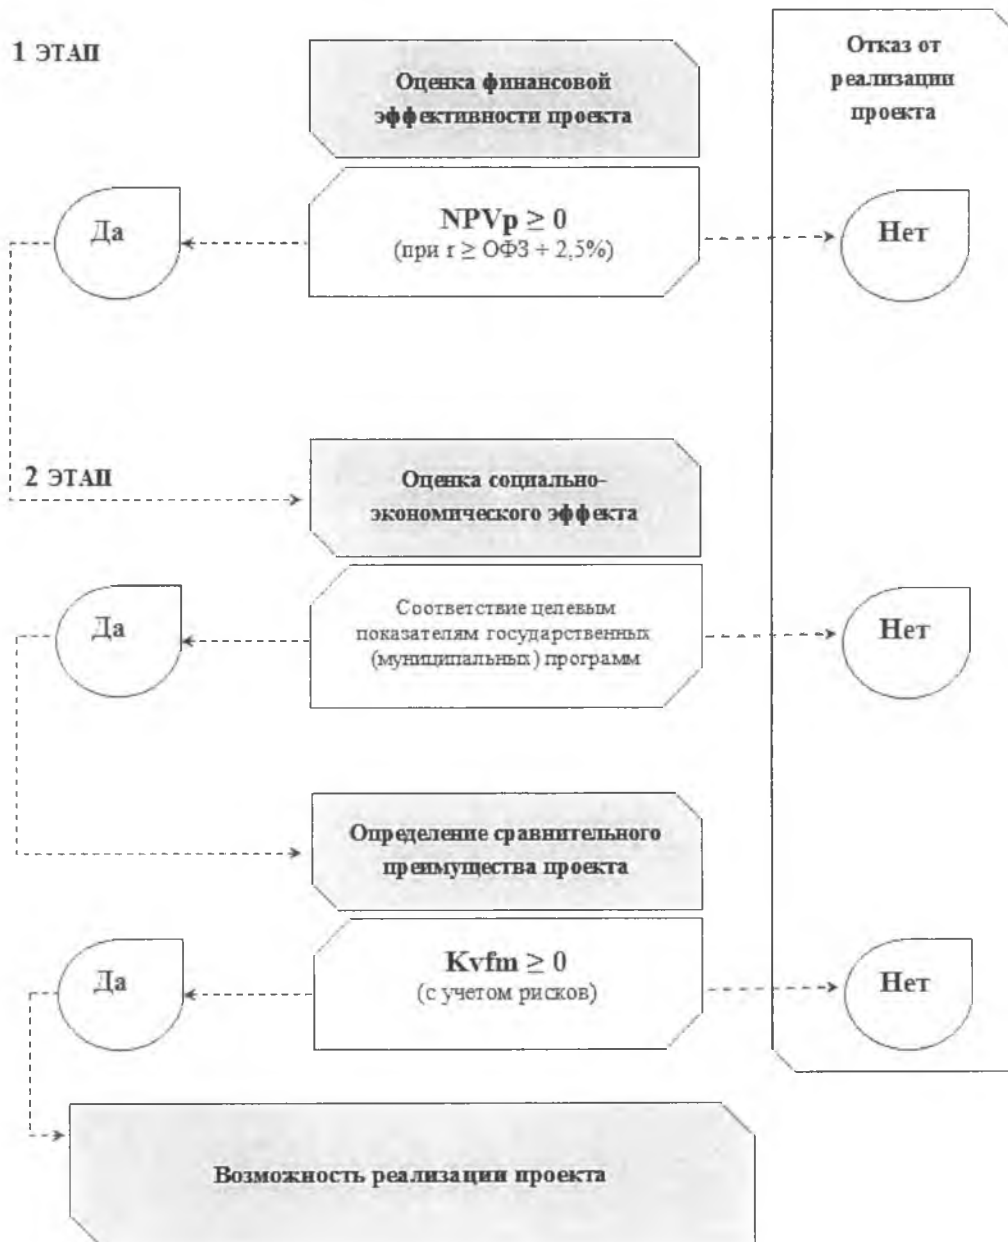 1 ЭТАП
Оценка финансовой
эффективности проекта
Отказ от
реализации
проекта
Да
NPVp ≥ 0
(при r ≥ ОФЗ + 2,5%)
Нет
2 ЭТАП
Оценка социально-
экономического эффекта
Да
Соответствие целевым
показателям государственных
(муниципальных) программ
Нет
Определение сравнительного
преимущества проекта
Да
Kvfm ≥ 0
(с учетом рисков)
Нет
Возможность реализации проекта